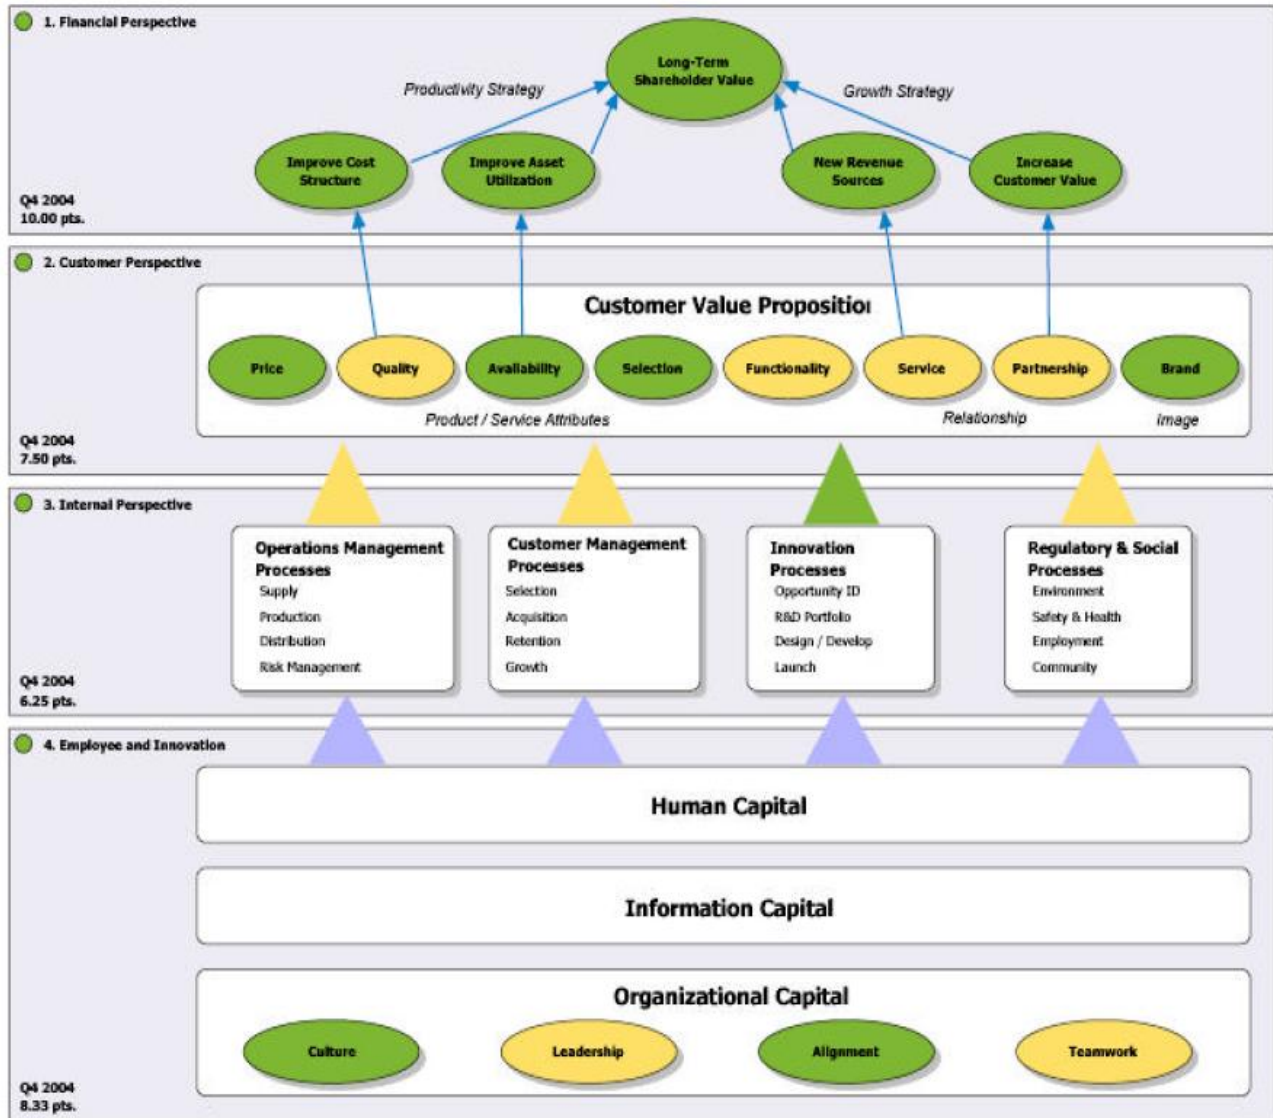 1. Financial Perspective
Long-Term
Shareholder Value
Productivity Strategy
Growth Strategy
Improve Cost
Structure
Improve Asset
Utilization
New Revenue
Sources
Increase
Customer Value
Q4 2004
10.00 pts.
2. Customer Perspective
Customer Value Proposition
Price
Quality
Availability
Selection
Functionality
Service
Partnership
Brand
Product / Service Attributes
Relationship
Image
Q4 2004
7.50 pts.
3. Internal Perspective
Operations Management
Processes
Supply
Production
Distribution
Risk Management
Customer Management
Processes
Selection
Acquisition
Retention
Growth
Innovation
Processes
Opportunity ID
R&D Portfolio
Design / Develop
Launch
Regulatory & Social
Processes
Environment
Safety & Health
Employment
Community
Q4 2004
6.25 pts.
4. Employee and Innovation
Human Capital
Information Capital
Organizational Capital
Culture
Leadership
Alignment
Teamwork
Q4 2004
8.33 pts.